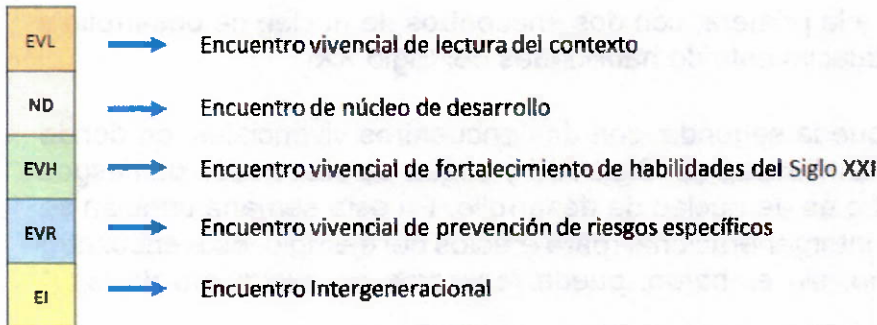 EVL Encuentro vivencial de lectura del contexto
ND Encuentro de núcleo de desarrollo
EVH Encuentro vivencial de fortalecimiento de habilidades del Siglo XXI
EVR Encuentro vivencial de prevención de riesgos específicos
EI Encuentro Intergeneracional